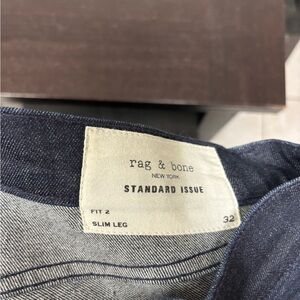 rag & bone
NEW YORK
STANDARD ISSUE
FIT 2
SLIM LEG 32